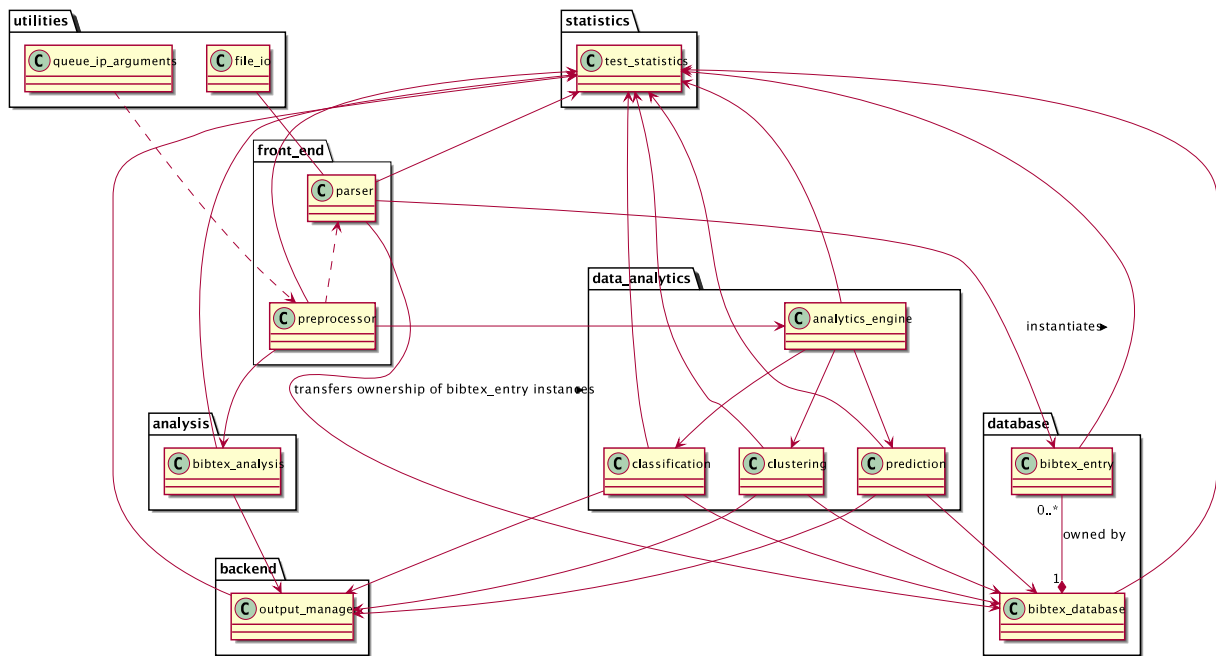 utilities
statistics
C queue_ip_arguments
C file_io
C test_statistics
front_end
C parser
data_analytics
C preprocessor
C analytics_engine
instantiates
transfers ownership of bibtex_entry instances
analysis
database
C bibtex_analysis
C classification
C clustering
C prediction
C bibtex_entry
0..*
owned by
backend
1
C output_manager
C bibtex_database